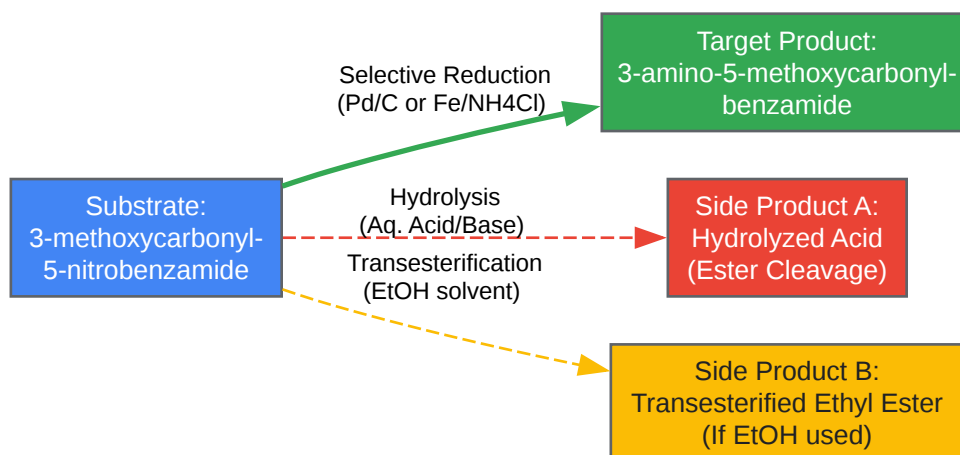 Target Product:
3-amino-5-methoxycarbonyl-
benzamide
Selective Reduction
(Pd/C or Fe/NH4Cl)
Substrate:
3-methoxycarbonyl-
5-nitrobenzamide
Hydrolysis
(Aq. Acid/Base)
Transesterification
(EtOH solvent)
Side Product A:
Hydrolyzed Acid
(Ester Cleavage)
Side Product B:
Transesterified Ethyl Ester
(If EtOH used)